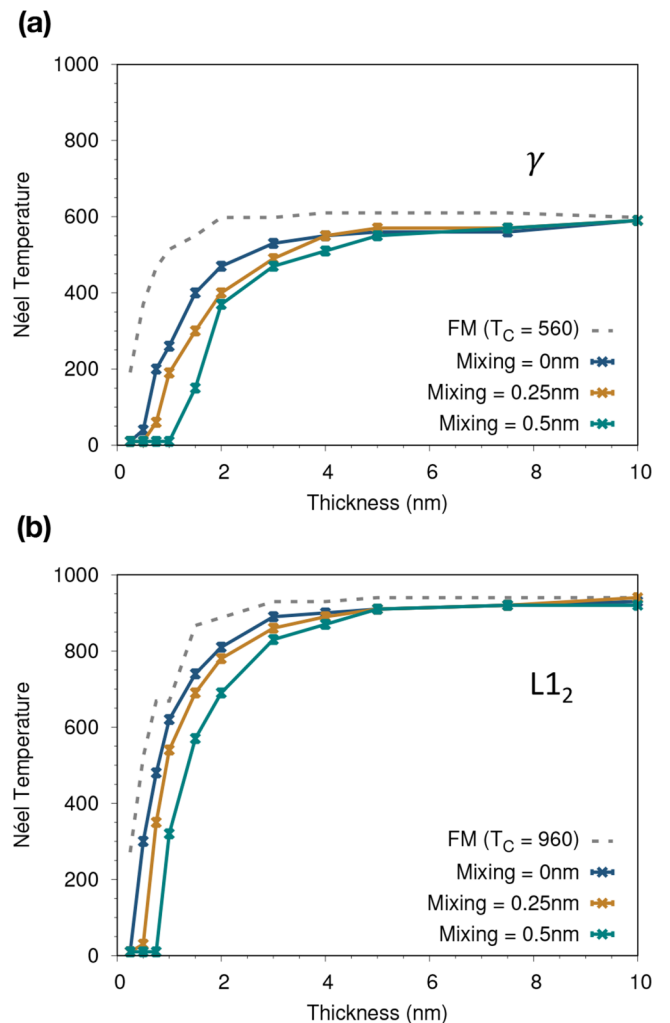 (a)
1000
800
600
400
200
0
Néel Temperature
γ
FM (T_C = 560)
Mixing = 0nm
Mixing = 0.25nm
Mixing = 0.5nm
0 2 4 6 8 10
Thickness (nm)
(b)
1000
800
600
400
200
0
Néel Temperature
L1₂
FM (T_C = 960)
Mixing = 0nm
Mixing = 0.25nm
Mixing = 0.5nm
0 2 4 6 8 10
Thickness (nm)